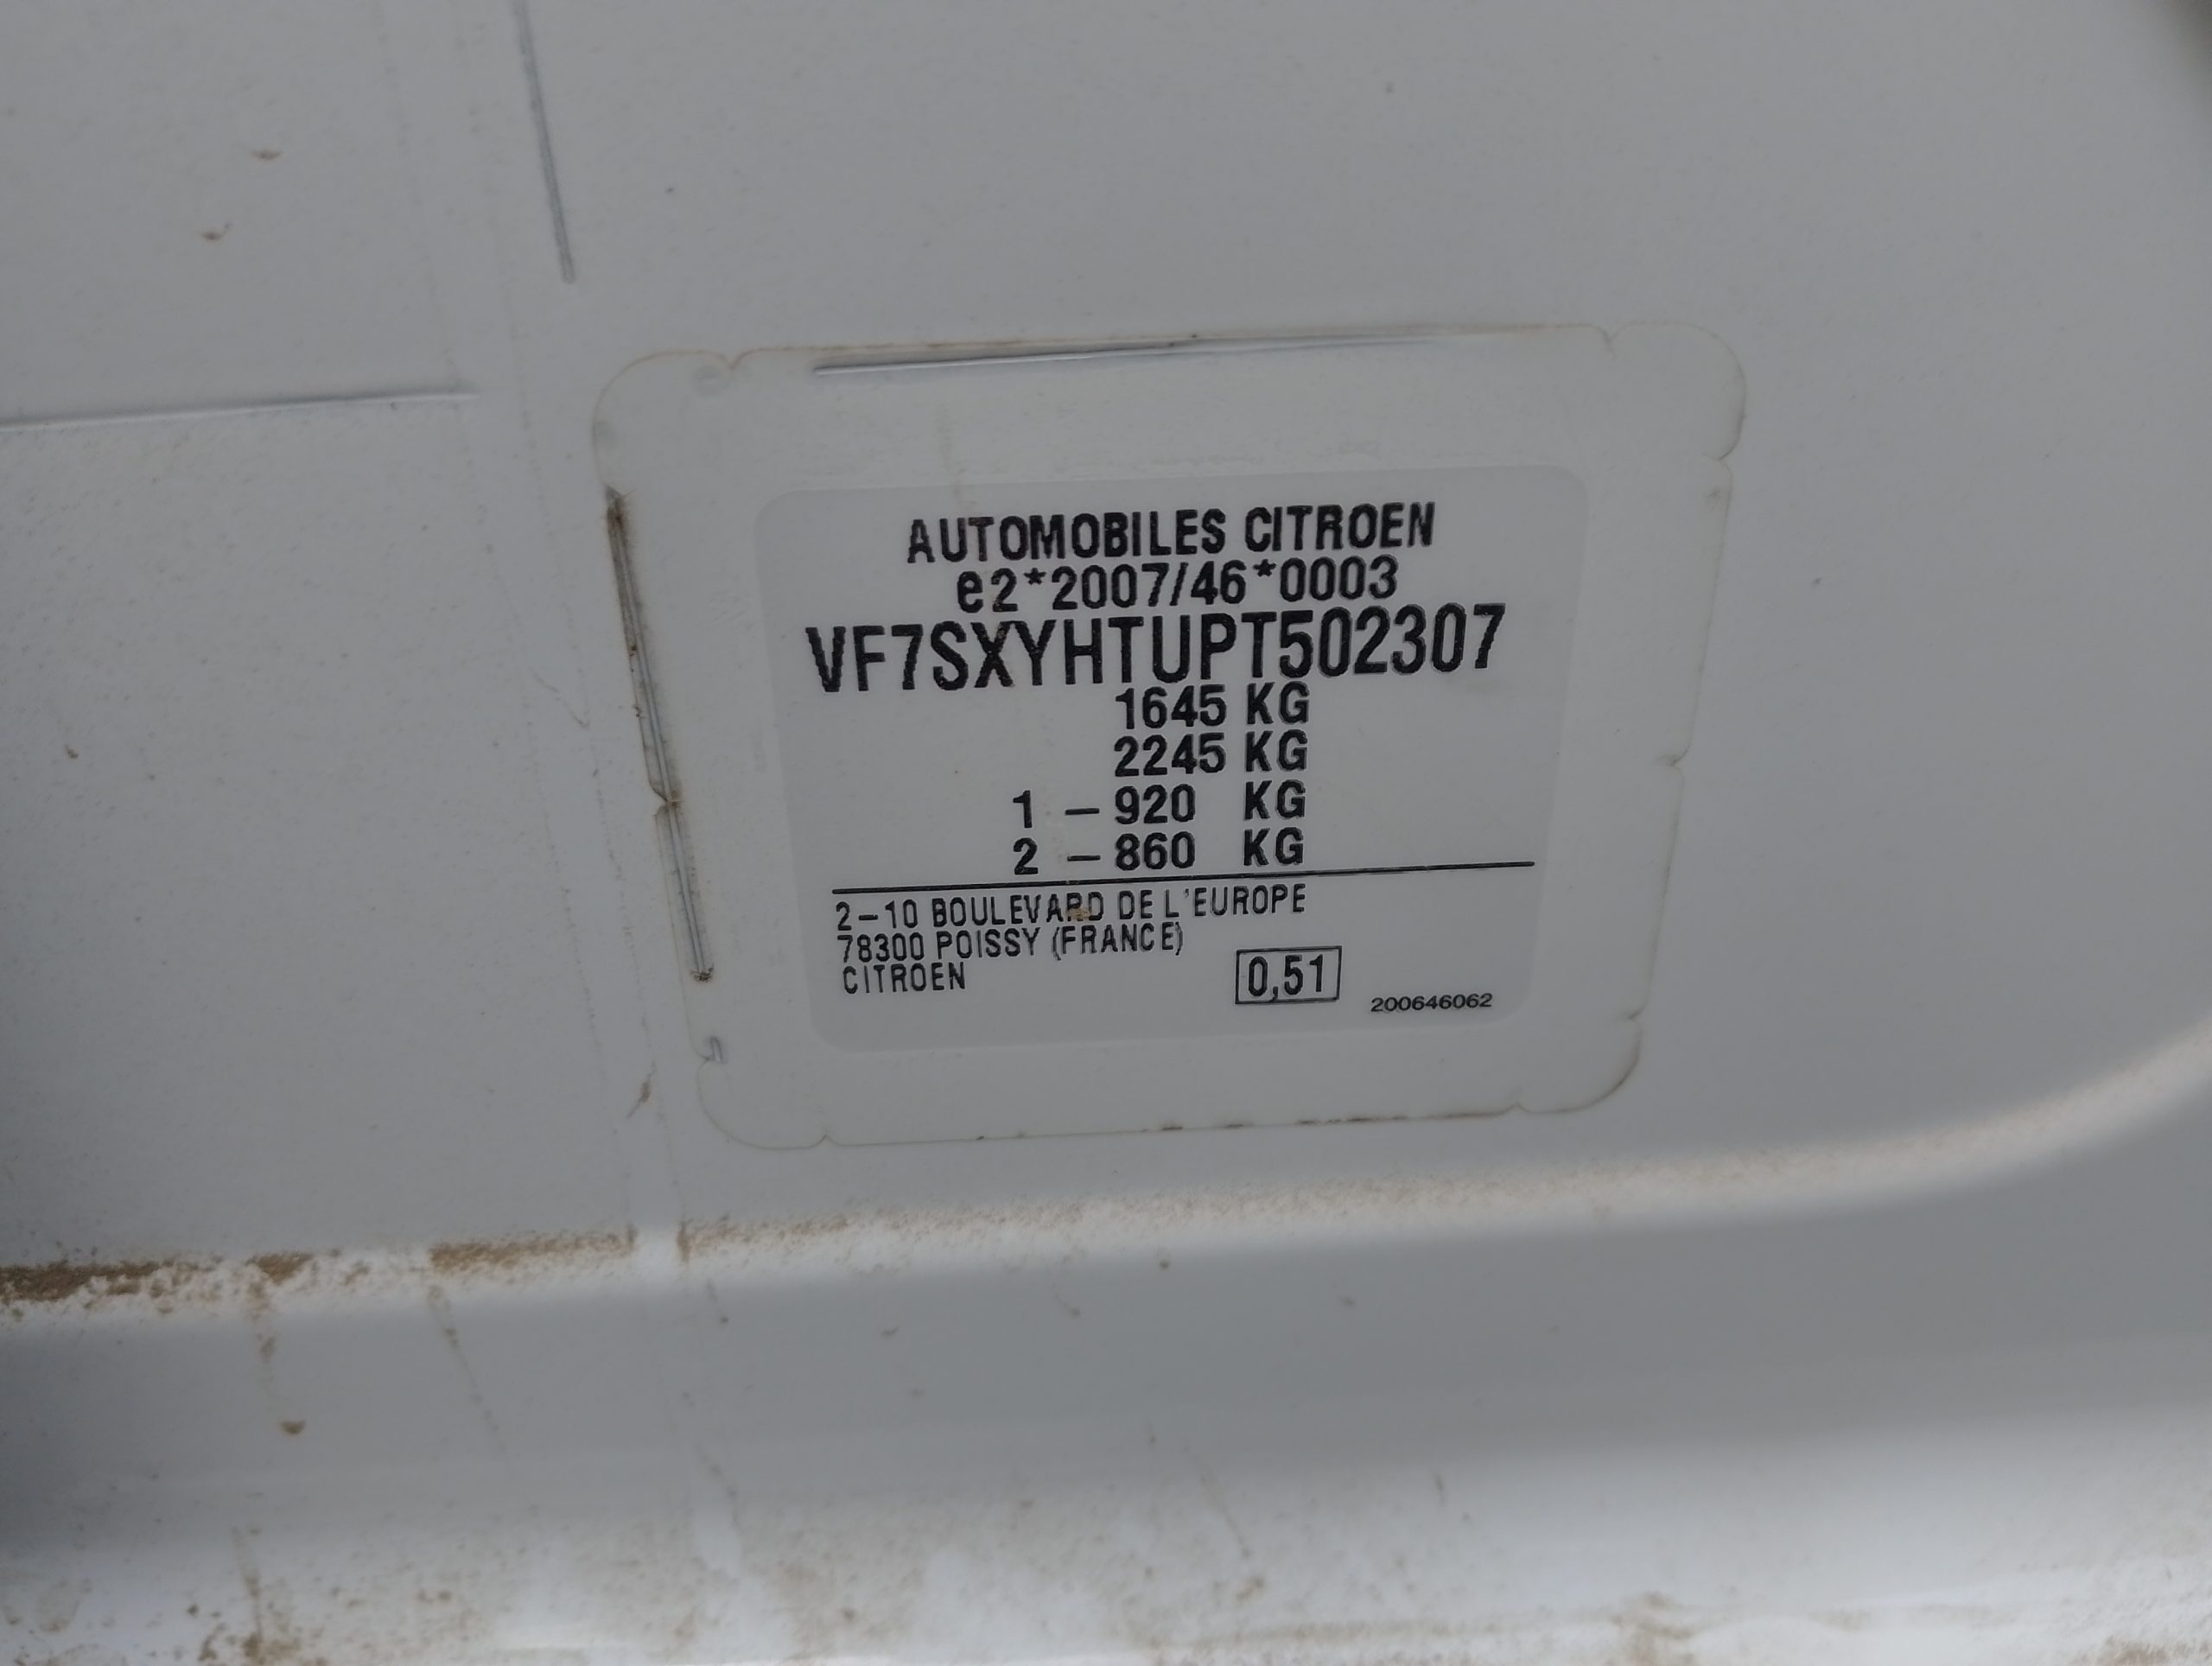 AUTOMOBILES CITROEN
e2*2007/46*0003
VF7SXYHTUPT502307
1645 KG
2245 KG
1 – 920 KG
2 – 860 KG
2–10 BOULEVARD DE L'EUROPE
78300 POISSY (FRANCE)
CITROEN
0,51
200646062